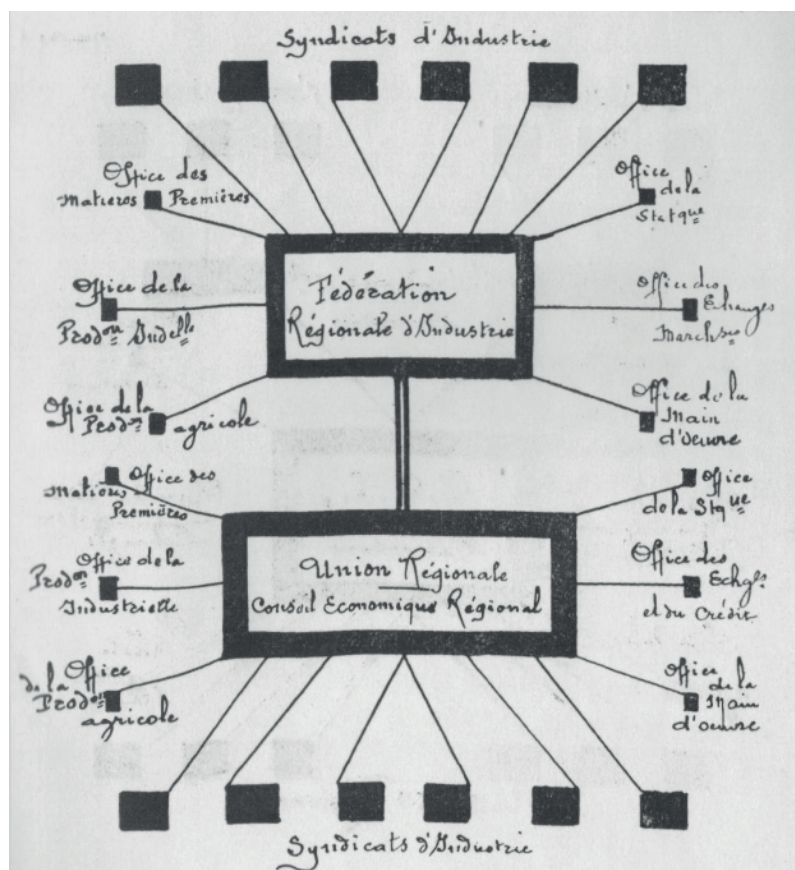 Syndicats d'Industrie
Office des
Matieres Premières
Office
de la
Statque
Office de la
Prodon Indelle
Fédération
Régionale d'Industrie
Office des
Echanges
Marchses
Office de la
Prodon agricole
Office de la
Main
d'oeuvre
Office des
Matières
Premières
Office
de la Stque
Office de la
Prodon
Industrielle
Union Régionale
Conseil Economique Régional
Office des
Echges
et du Crédit
Office
de la
Prodon
agricole
Office
de la
Main
d'oeuvre
Syndicats d'Industrie